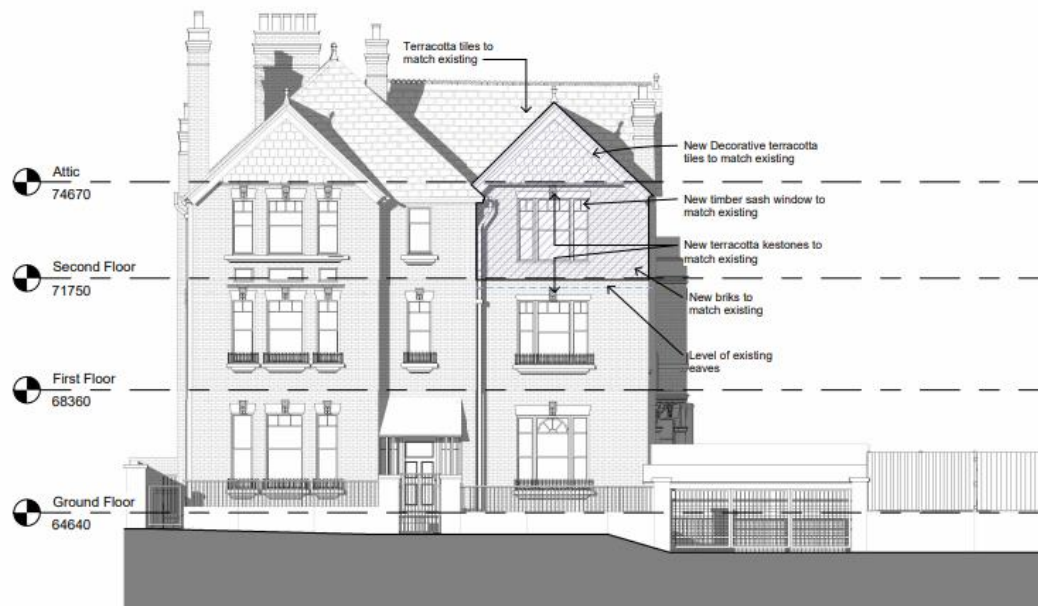 Terracotta tiles to
match existing
New Decorative terracotta
tiles to match existing
Attic
74670
New timber sash window to
match existing
New terracotta kestones to
match existing
Second Floor
71750
New briks to
match existing
Level of existing
eaves
First Floor
68360
Ground Floor
64640